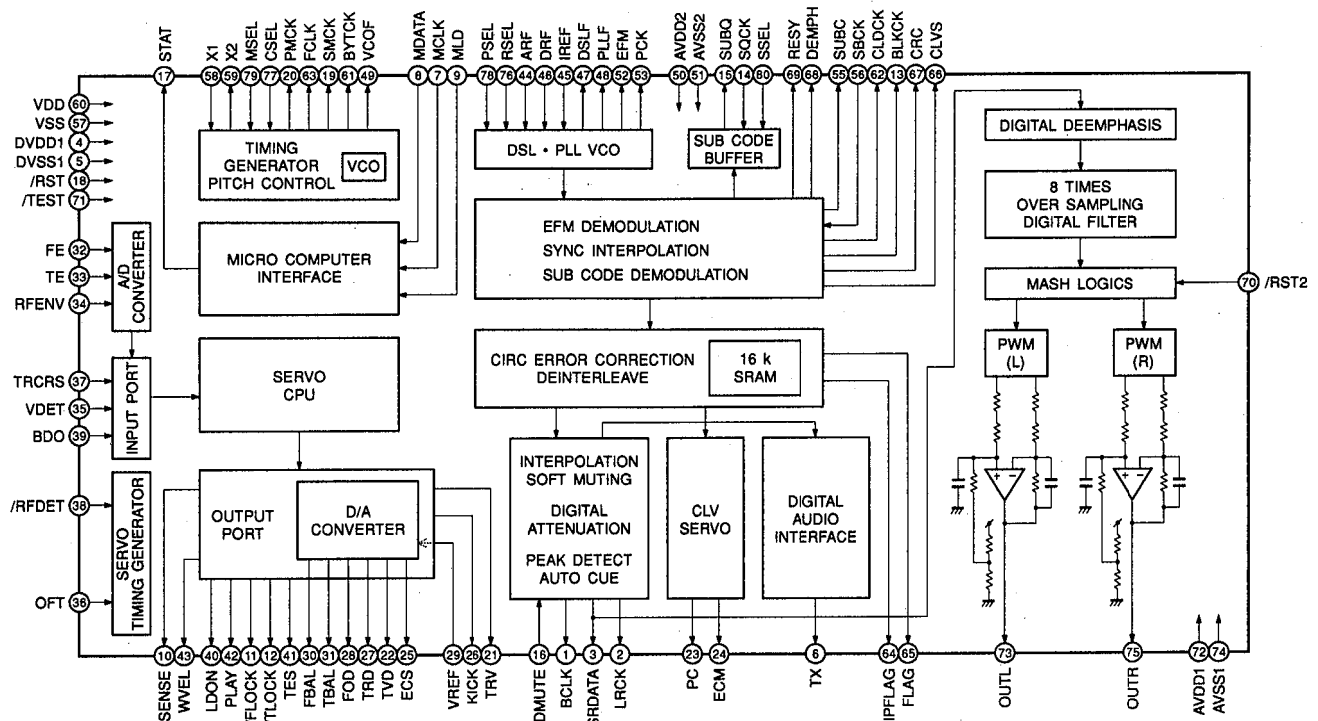 STAT
X1
X2
MSEL
CSEL
PMCK
FCLK
SMCK
BYTCK
VCOF
MDATA
MCLK
MLD
PSEL
RSEL
ARF
DRF
IREF
DSLF
PLLF
EFM
PCK
AVDD2
AVSS2
SUBQ
SQCK
SSEL
RESY
DEMPH
SUBC
SBCK
CLDCK
BLKCK
CRC
CLVS
17
58
59
79
77
20
63
19
61
49
8
7
9
78
76
44
46
45
47
48
52
53
50
51
15
14
80
69
68
55
56
62
13
67
66
VDD 60
VSS 57
DVDD1 4
DVSS1 5
/RST 18
/TEST 71
FE 32
TE 33
RFENV 34
TRCRS 37
VDET 35
BDO 39
/RFDET 38
OFT 36
A/D
CONVERTER
INPUT PORT
SERVO
TIMING GENERATOR
TIMING
GENERATOR
PITCH CONTROL
VCO
MICRO COMPUTER
INTERFACE
SERVO
CPU
OUTPUT
PORT
D/A
CONVERTER
DSL • PLL VCO
SUB CODE
BUFFER
EFM DEMODULATION
SYNC INTERPOLATION
SUB CODE DEMODULATION
CIRC ERROR CORRECTION
DEINTERLEAVE
16 k
SRAM
INTERPOLATION
SOFT MUTING
DIGITAL
ATTENUATION
PEAK DETECT
AUTO CUE
CLV
SERVO
DIGITAL
AUDIO
INTERFACE
DIGITAL DEEMPHASIS
8 TIMES
OVER SAMPLING
DIGITAL FILTER
MASH LOGICS
70 /RST2
PWM
(L)
PWM
(R)
+ −
+ −
10
43
40
42
11
12
41
30
31
28
27
22
25
29
26
21
16
1
3
2
23
24
6
64
65
73
75
72
74
SENSE
WVEL
LDON
PLAY
FLOCK
TLOCK
TES
FBAL
TBAL
FOD
TRD
TVD
ECS
VREF
KICK
TRV
DMUTE
BCLK
SRDATA
LRCK
PC
ECM
TX
IPFLAG
FLAG
OUTL
OUTR
AVDD1
AVSS1